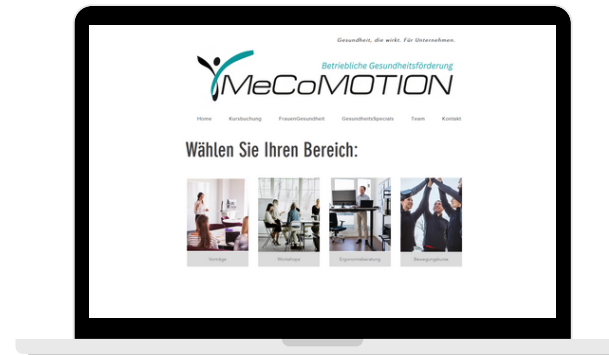 Gesundheit, die wirkt. Für Unternehmen.
Betriebliche Gesundheitsförderung
MeCoMOTION
Home Kursbuchung FrauenGesundheit GesundheitsSpecials Team Kontakt
Wählen Sie Ihren Bereich:
Vorträge Workshops Ergonomieberatung Bewegungskurse